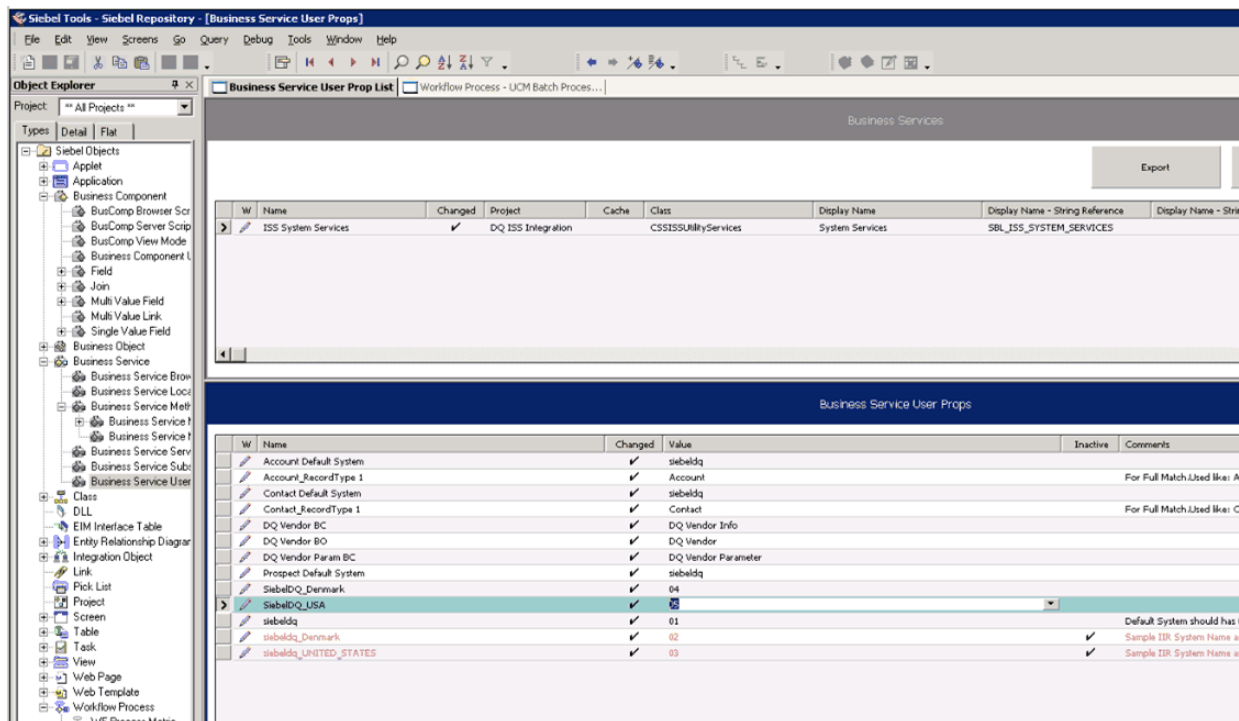 Siebel Tools - Siebel Repository - [Business Service User Props]
File Edit View Screens Go Query Debug Tools Window Help
Object Explorer
Project: ** All Projects **
Types Detail Flat
Siebel Objects
Applet
Application
Business Component
BusComp Browser Scr
BusComp Server Scrip
BusComp View Mode
Business Component U
Field
Join
Multi Value Field
Multi Value Link
Single Value Field
Business Object
Business Service
Business Service Brow
Business Service Loca
Business Service Meth
Business Service M
Business Service M
Business Service Serv
Business Service Subs
Business Service User
Class
DLL
EIM Interface Table
Entity Relationship Diagrar
Integration Object
Link
Pick List
Project
Screen
Table
Task
View
Web Page
Web Template
Workflow Process
WF Process Metric
Business Service User Prop List Workflow Process - UCM Batch Proces...
Business Services
Export
W Name Changed Project Cache Class Display Name Display Name - String Reference Display Name - Stri
ISS System Services DQ ISS Integration CSSISSUtilityServices System Services SBL_ISS_SYSTEM_SERVICES
Business Service User Props
W Name Changed Value Inactive Comments
Account Default System siebeldq
Account_RecordType 1 Account For Full Match.Used like: A
Contact Default System siebeldq
Contact_RecordType 1 Contact For Full Match.Used like: C
DQ Vendor BC DQ Vendor Info
DQ Vendor BO DQ Vendor
DQ Vendor Param BC DQ Vendor Parameter
Prospect Default System siebeldq
SiebelDQ_Denmark 04
SiebelDQ_USA 05
siebeldq 01 Default System should has
siebeldq_Denmark 02 Sample IIR System Name a
siebeldq_UNITED_STATES 03 Sample IIR System Name a